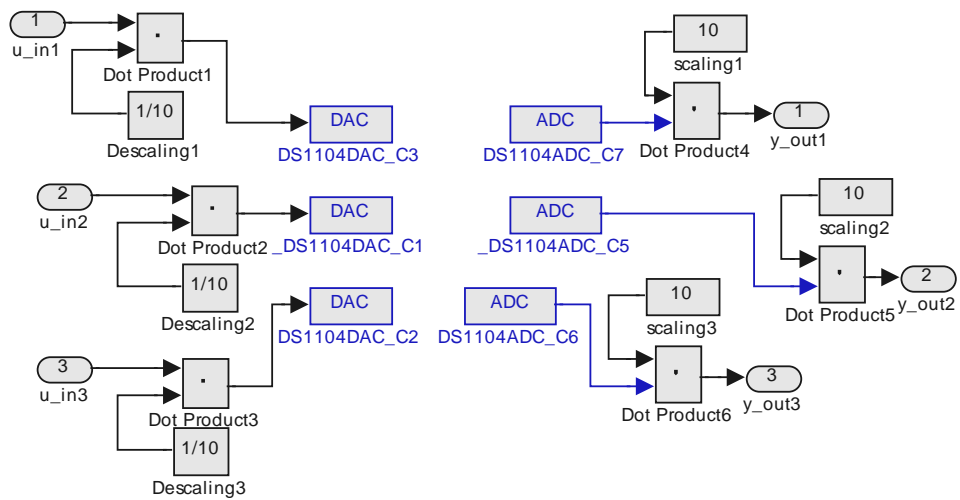 1
u_in1
Dot Product1
1/10
Descaling1
DAC
DS1104DAC_C3
2
u_in2
Dot Product2
1/10
Descaling2
DAC
_DS1104DAC_C1
3
u_in3
Dot Product3
1/10
Descaling3
DAC
DS1104DAC_C2
ADC
DS1104ADC_C7
10
scaling1
Dot Product4
1
y_out1
ADC
_DS1104ADC_C5
10
scaling2
Dot Product5
2
y_out2
ADC
DS1104ADC_C6
10
scaling3
Dot Product6
3
y_out3